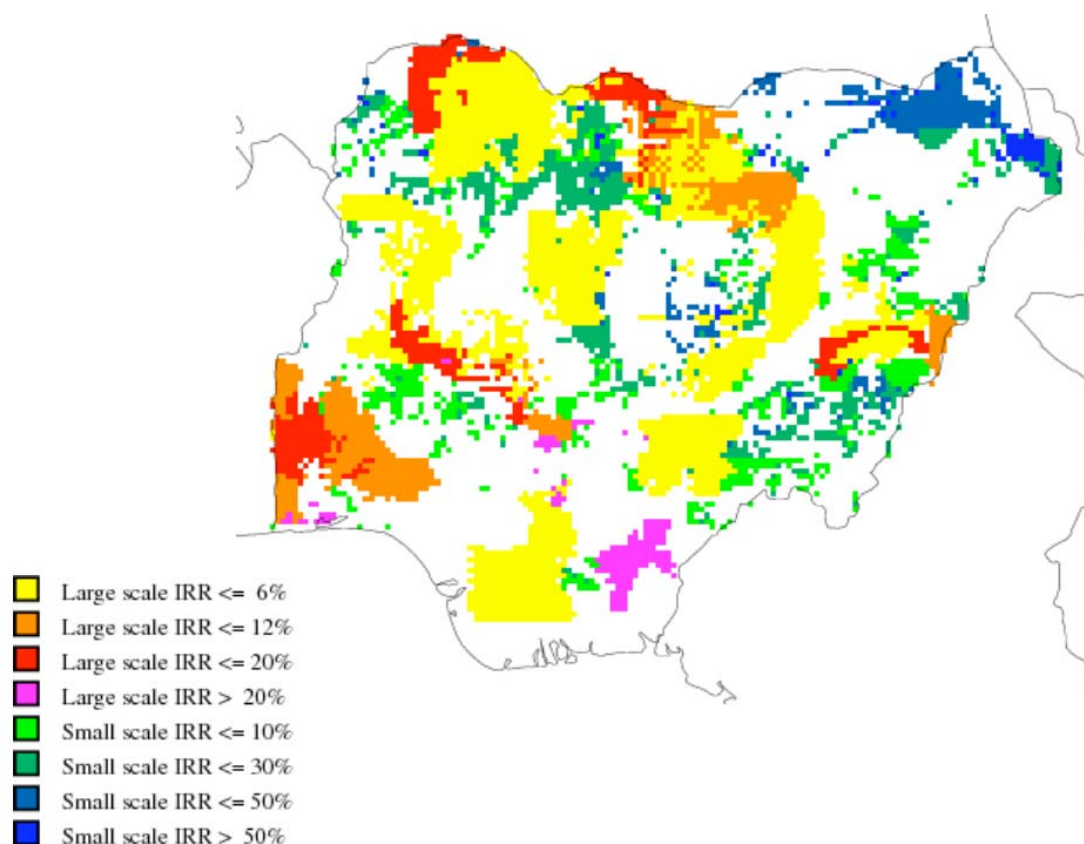 Large scale IRR <= 6%
Large scale IRR <= 12%
Large scale IRR <= 20%
Large scale IRR > 20%
Small scale IRR <= 10%
Small scale IRR <= 30%
Small scale IRR <= 50%
Small scale IRR > 50%